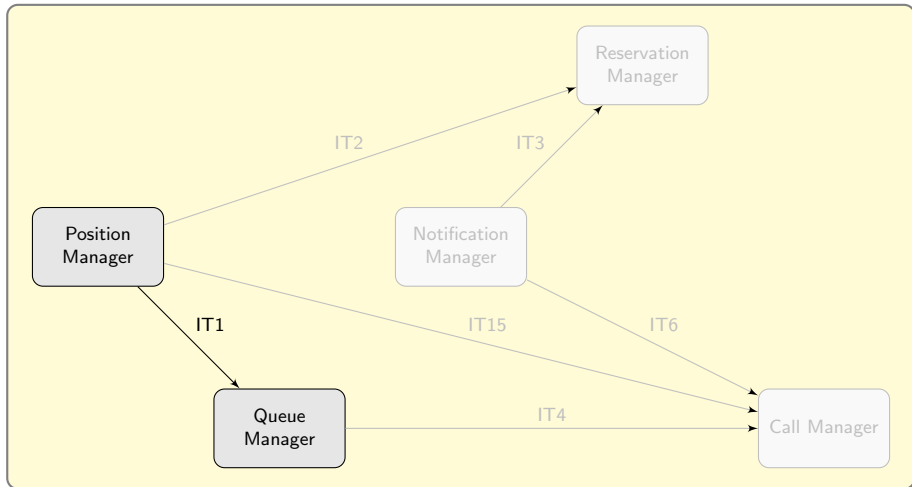 Reservation
Manager
IT2
IT3
Position
Manager
Notification
Manager
IT1
IT15
IT6
Queue
Manager
IT4
Call Manager